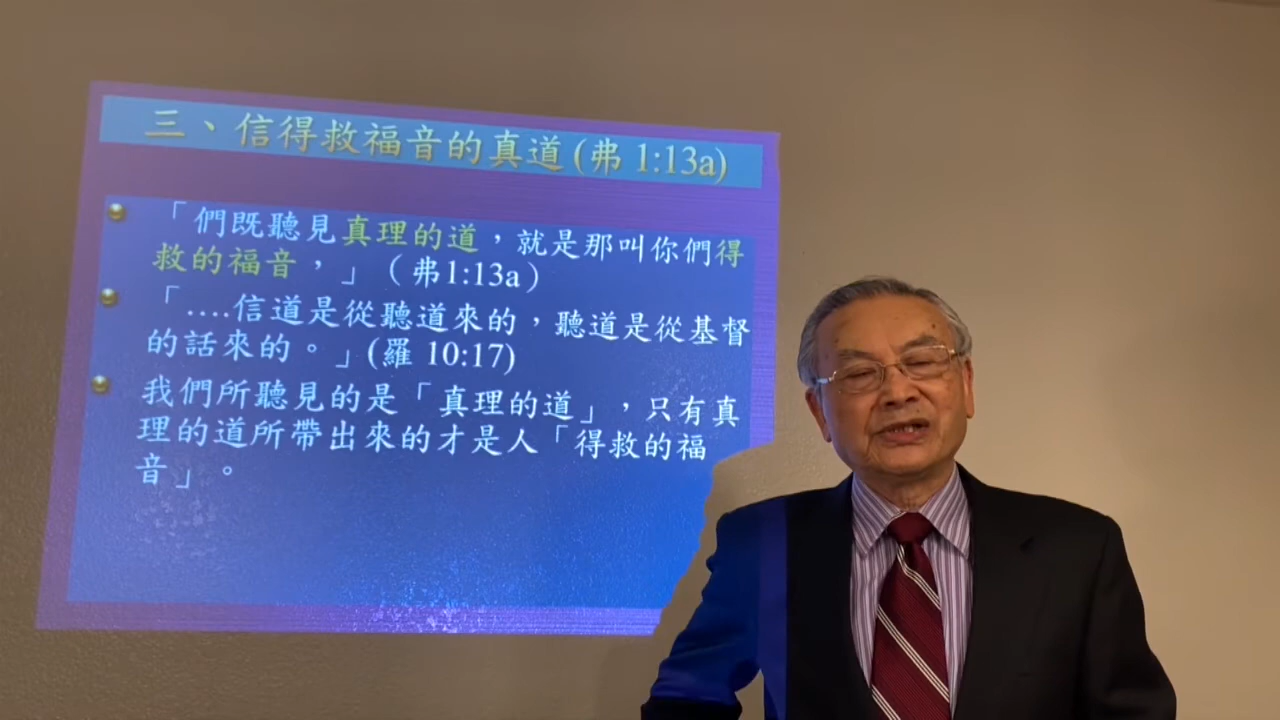 三、信得救福音的真道 (弗 1:13a)
「們既聽見真理的道，就是那叫你們得
救的福音，」（弗1:13a）
「....信道是從聽道來的，聽道是從基督
的話來的。」(羅 10:17)
我們所聽見的是「真理的道」，只有真
理的道所帶出來的才是人「得救的福
音」。